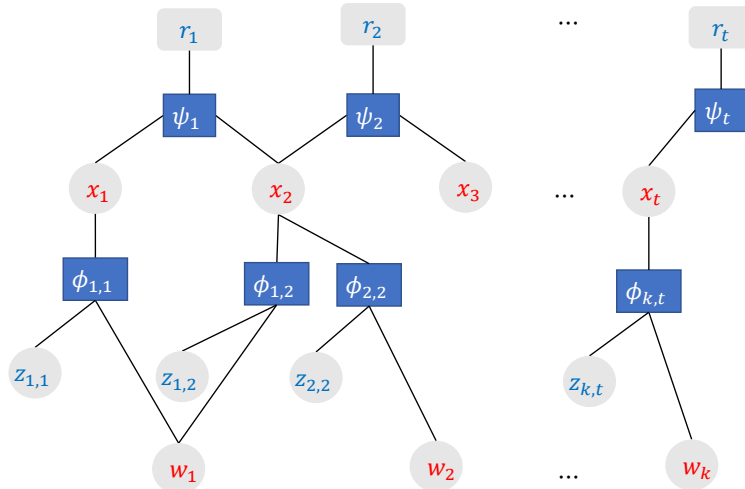 r₁ r₂ ... rₜ
ψ₁ ψ₂ ψₜ
x₁ x₂ x₃ ... xₜ
ϕ₁,₁ ϕ₁,₂ ϕ₂,₂ ϕₖ,ₜ
z₁,₁ z₁,₂ z₂,₂ zₖ,ₜ
w₁ w₂ ... wₖ